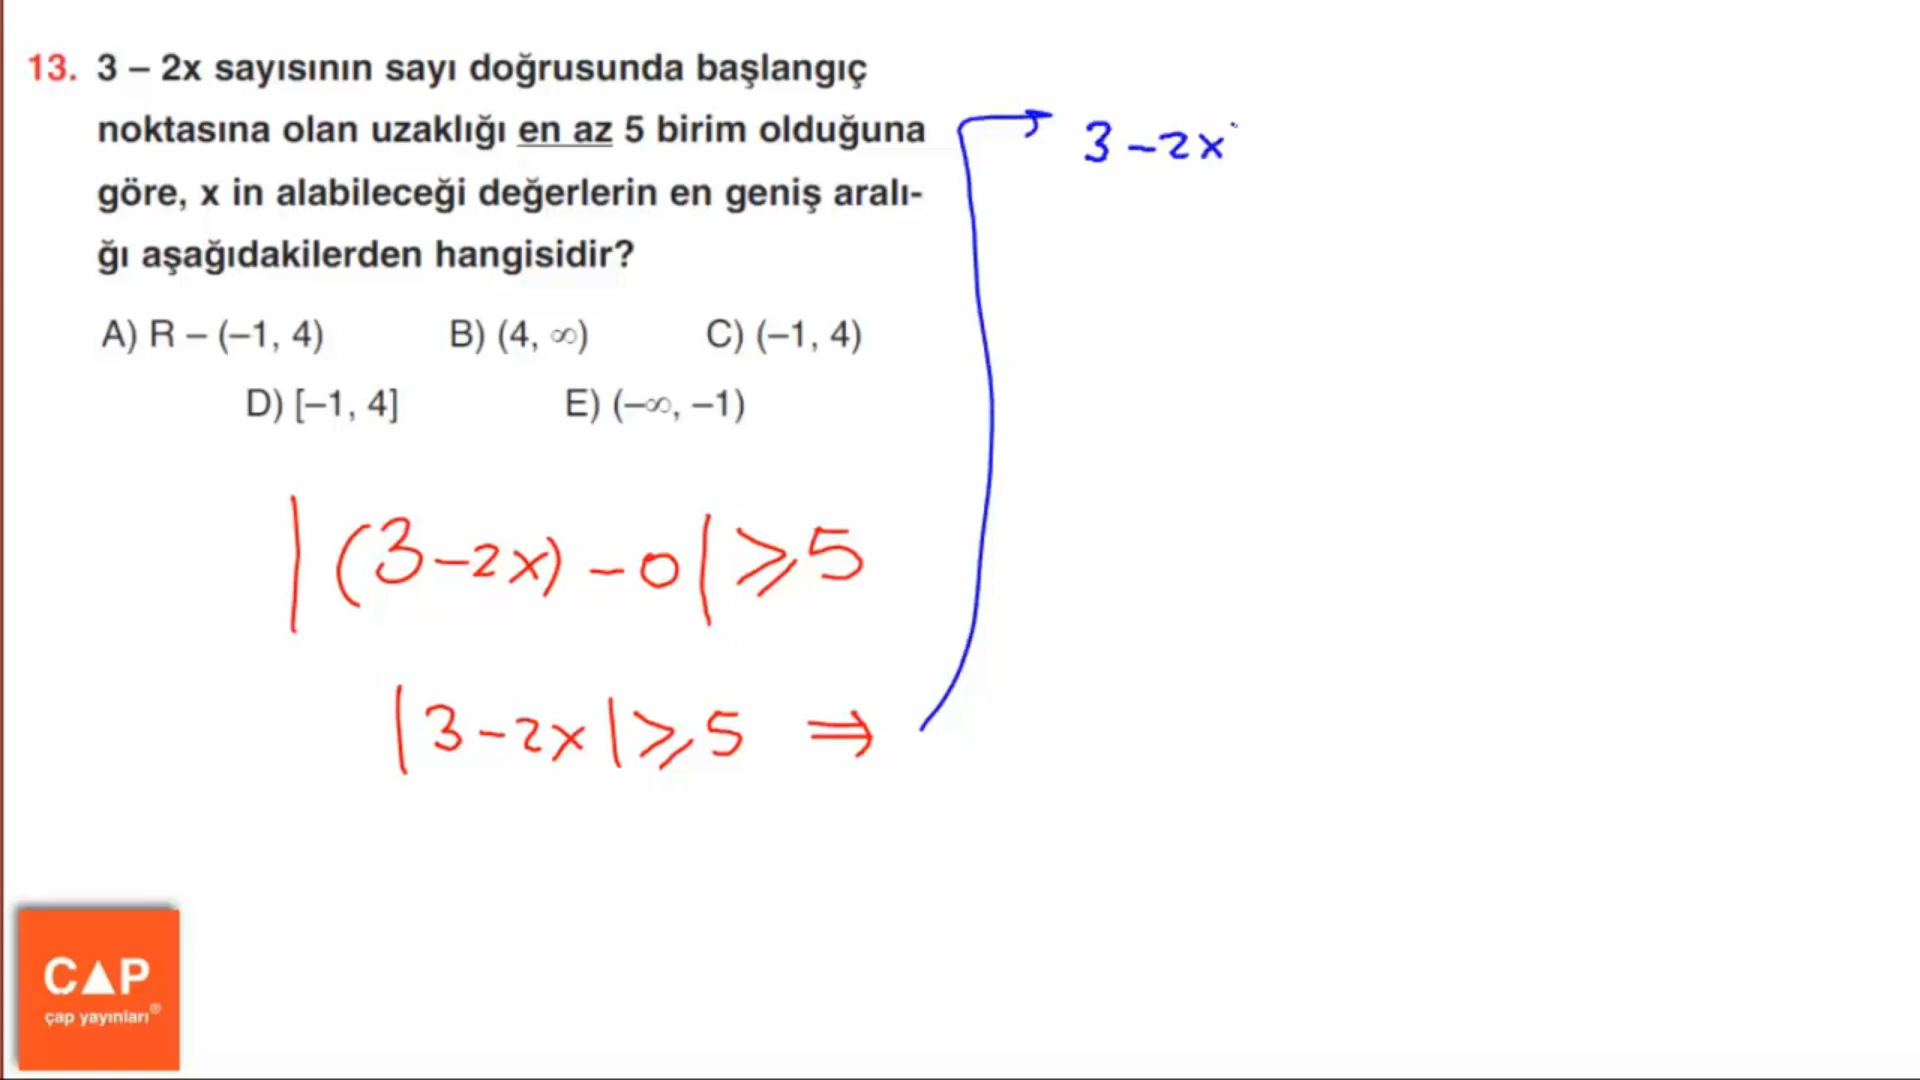 13. 3 – 2x sayısının sayı doğrusunda başlangıç
noktasına olan uzaklığı en az 5 birim olduğuna
göre, x in alabileceği değerlerin en geniş aralı-
ğı aşağıdakilerden hangisidir?
A) R – (–1, 4) B) (4, ∞) C) (–1, 4)
D) [–1, 4] E) (–∞, –1)
|(3-2x)-0|⩾5
|3-2x|⩾5 ⇒
3-2x
CAP
çap yayınları®